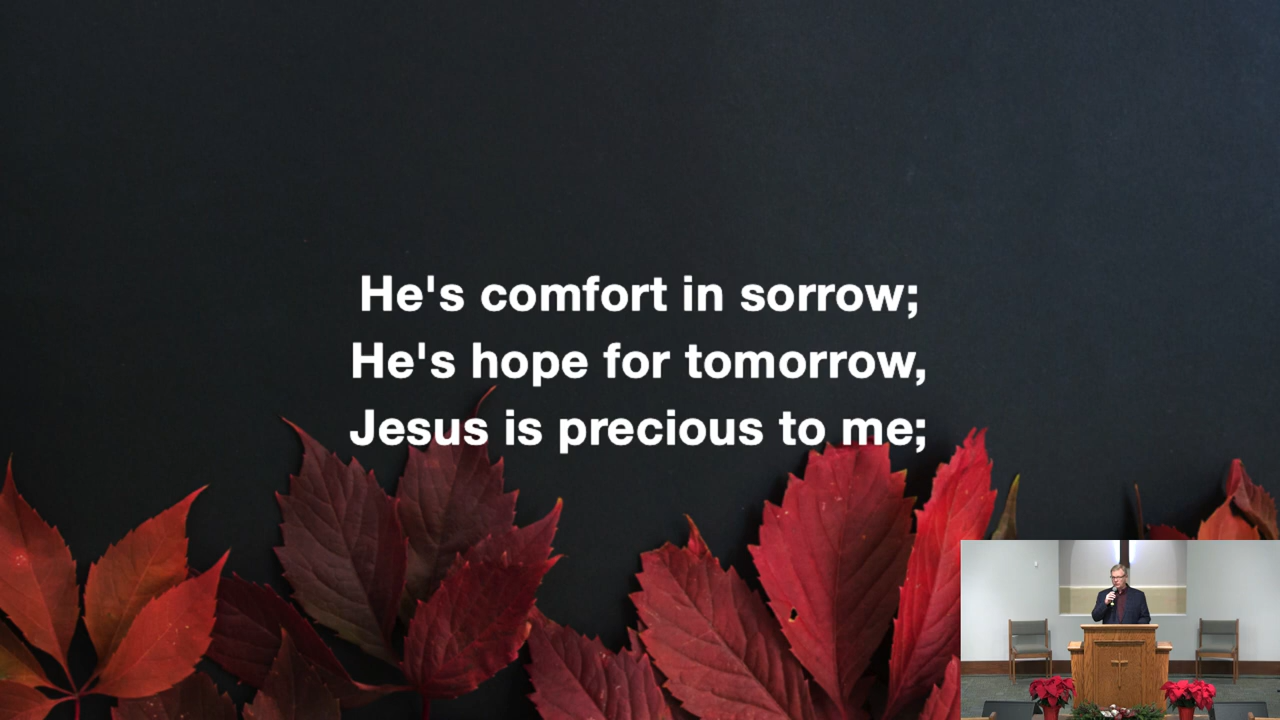 He's comfort in sorrow;
He's hope for tomorrow,
Jesus is precious to me;